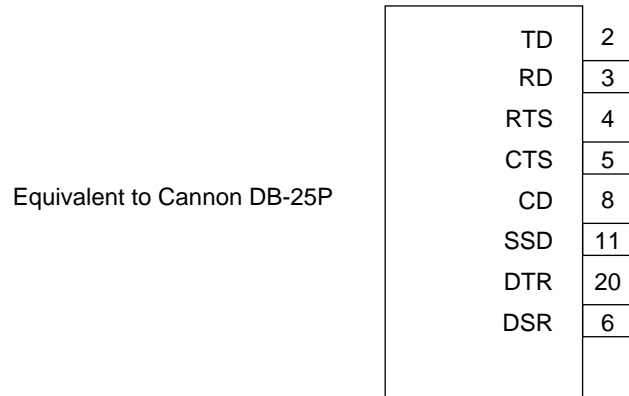 TD 2
RD 3
RTS 4
CTS 5
Equivalent to Cannon DB-25P
CD 8
SSD 11
DTR 20
DSR 6